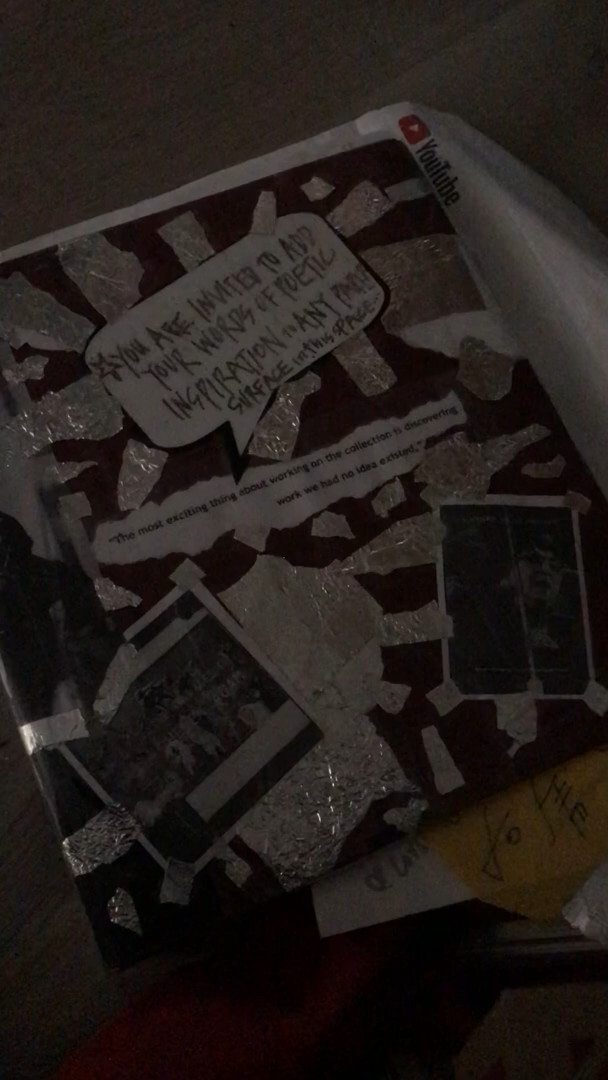 YouTube
YOU ARE INVITED TO ADD
YOUR WORDS OF POETIC
INSPIRATION TO ANY PAPER
SURFACE IN THIS SPACE.
"The most exciting thing about working on the collection is discovering
work we had no idea existed."